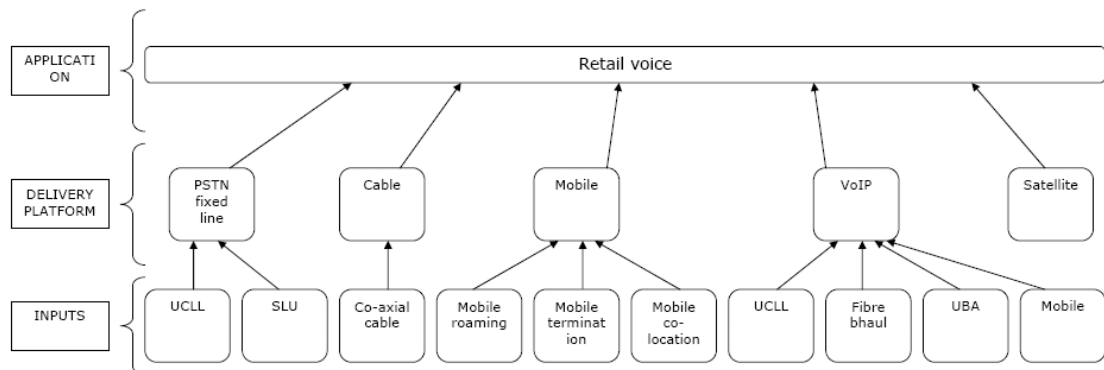 APPLICATI
ON
Retail voice
DELIVERY
PLATFORM
PSTN
fixed
line
Cable
Mobile
VoIP
Satellite
INPUTS
UCLL
SLU
Co-axial
cable
Mobile
roaming
Mobile
terminat
ion
Mobile
co-
location
UCLL
Fibre
bhaul
UBA
Mobile